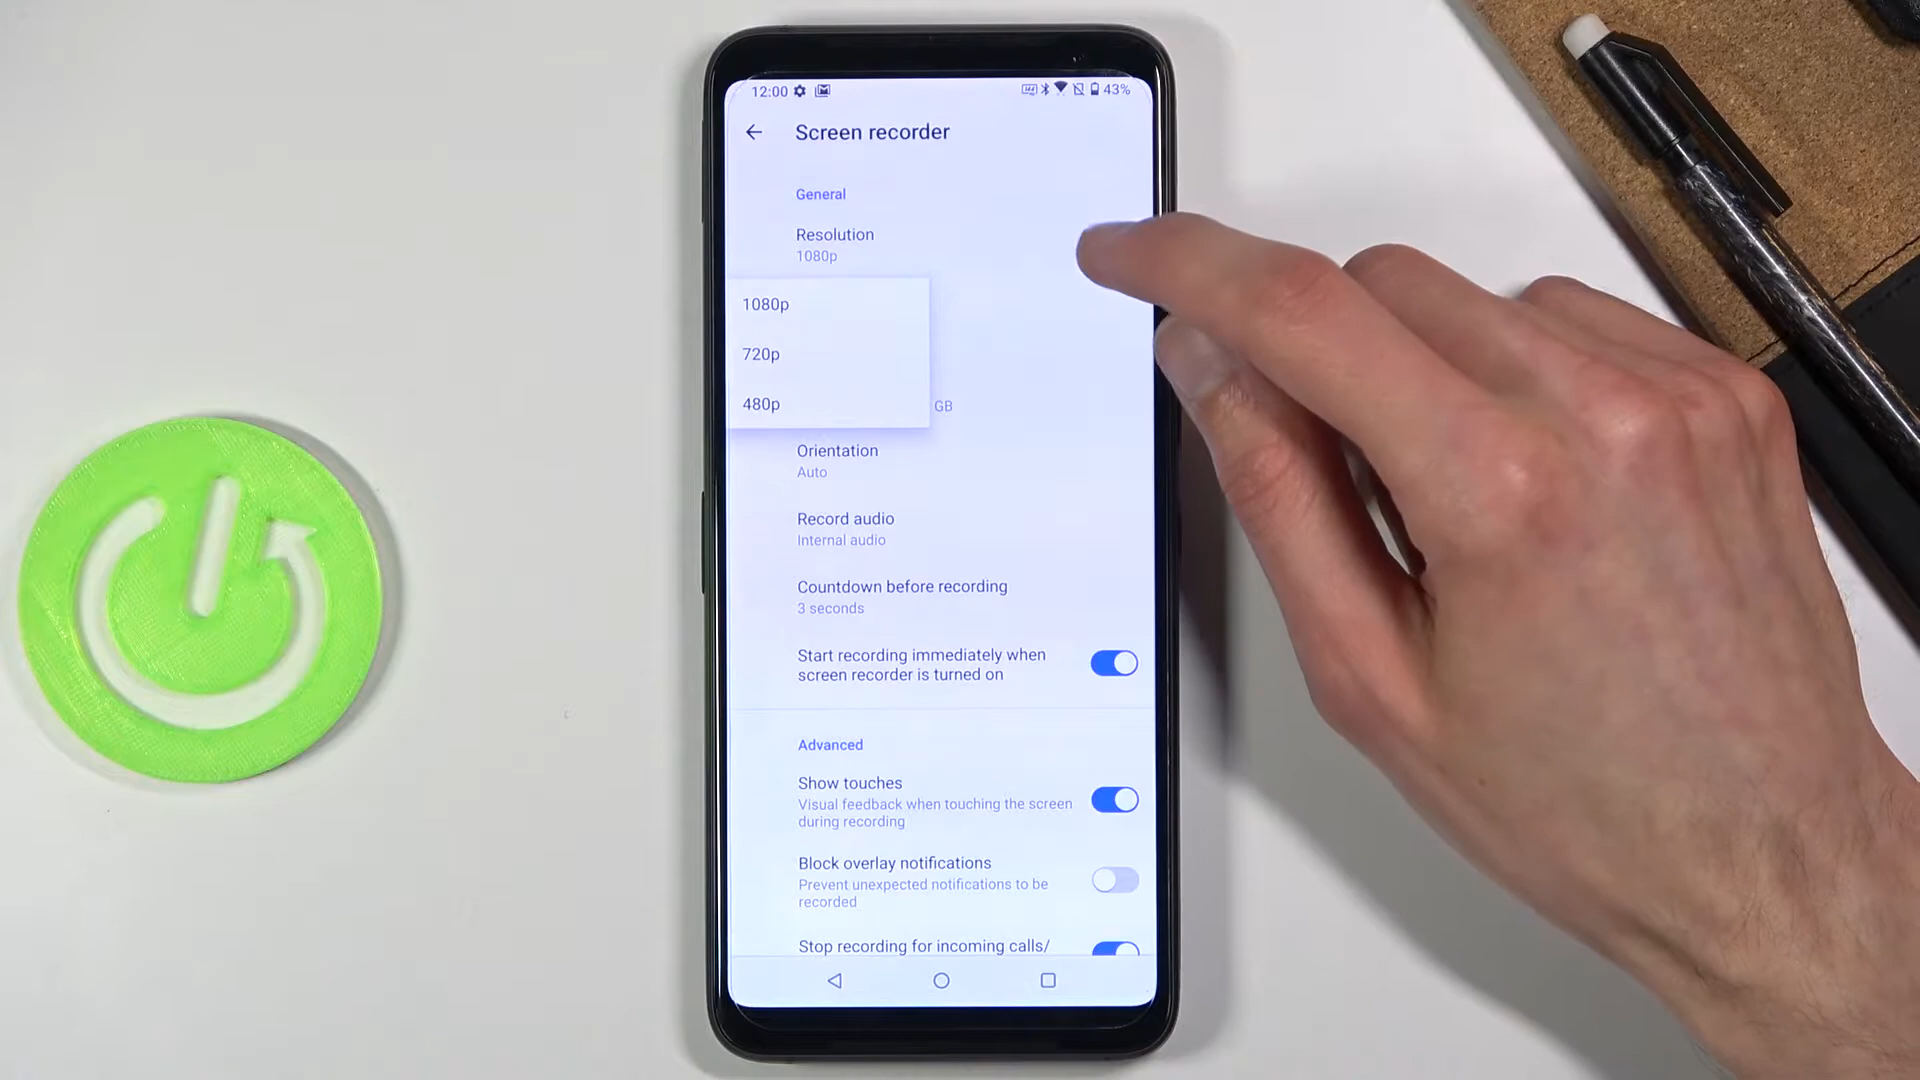 12:00
43%
Screen recorder
General
Resolution
1080p
1080p
720p
480p
GB
Orientation
Auto
Record audio
Internal audio
Countdown before recording
3 seconds
Start recording immediately when
screen recorder is turned on
Advanced
Show touches
Visual feedback when touching the screen
during recording
Block overlay notifications
Prevent unexpected notifications to be
recorded
Stop recording for incoming calls/